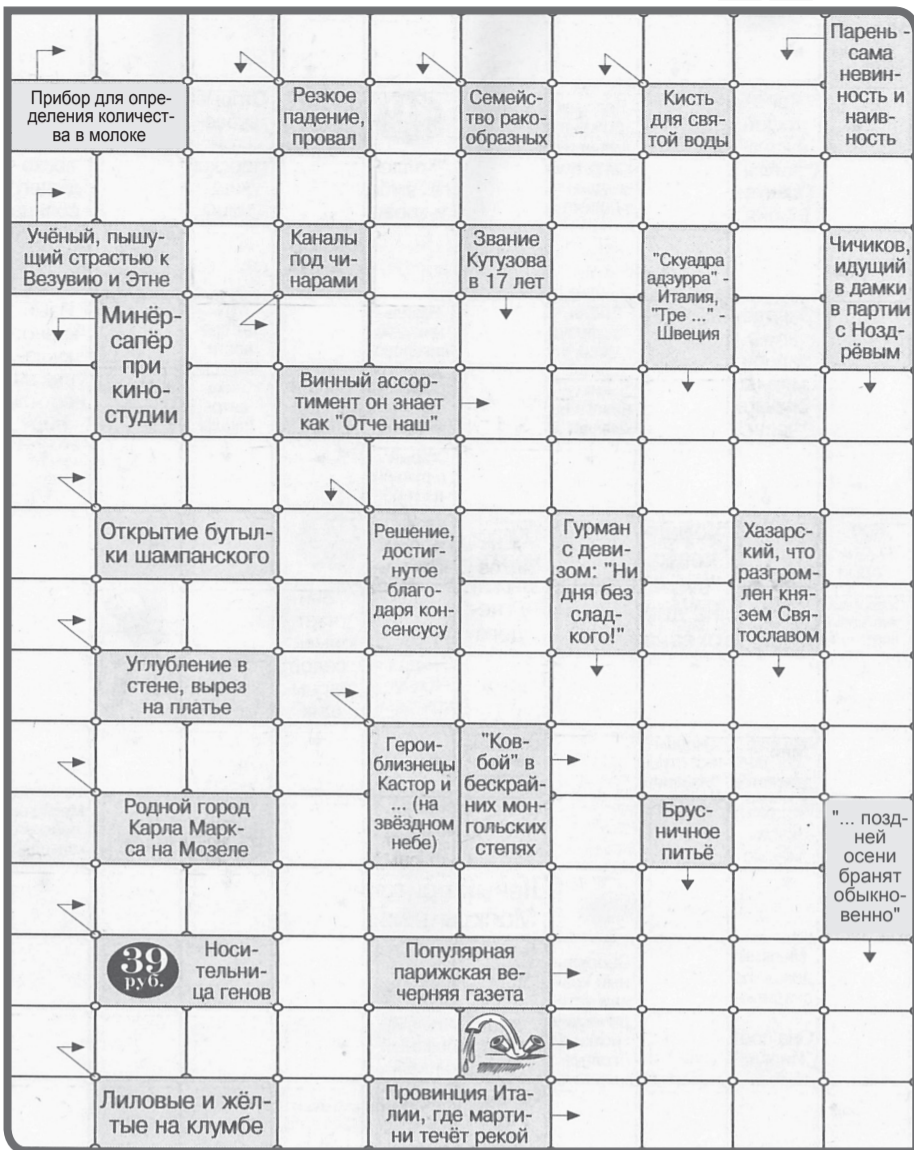 Парень -
сама
невин-
ность и
наив-
ность
Прибор для опре-
деления количест-
ва в молоке
Резкое
падение,
провал
Семейс-
тво рако-
образных
Кисть
для свя-
той воды
Учёный, пышу-
щий страстью к
Везувию и Этне
Каналы
под чи-
нарами
Звание
Кутузова
в 17 лет
"Скуадра
адзурра" -
Италия,
"Тре ..." -
Швеция
Чичиков,
идущий
в дамки
в партии
с Нозд-
рёвым
Минёр-
сапёр
при
кино-
студии
Винный ассор-
тимент он знает
как "Отче наш"
Открытие бутыл-
ки шампанского
Решение,
достиг-
нутое
благо-
даря кон-
сенсусу
Гурман
с деви-
зом: "Ни
дня без
слад-
кого!"
Хазарс-
кий, что
разгром-
лен кня-
зем Свя-
тославом
Углубление в
стене, вырез
на платье
Герои-
близнецы
Кастор и
... (на
звёздном
небе)
"Ков-
бой" в
бескрай-
них мон-
гольских
степях
Родной город
Карла Марк-
са на Мозеле
Брус-
ничное
питьё
"... позд-
ней
осени
бранят
обыкно-
венно"
39
руб.
Носи-
тельни-
ца генов
Популярная
парижская ве-
черняя газета
Лиловые и жёл-
тые на клумбе
Провинция Ита-
лии, где марти-
ни течёт рекой